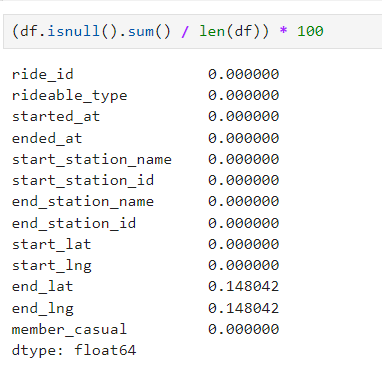 (df.isnull().sum() / len(df)) * 100
ride_id 0.000000
rideable_type 0.000000
started_at 0.000000
ended_at 0.000000
start_station_name 0.000000
start_station_id 0.000000
end_station_name 0.000000
end_station_id 0.000000
start_lat 0.000000
start_lng 0.000000
end_lat 0.148042
end_lng 0.148042
member_casual 0.000000
dtype: float64